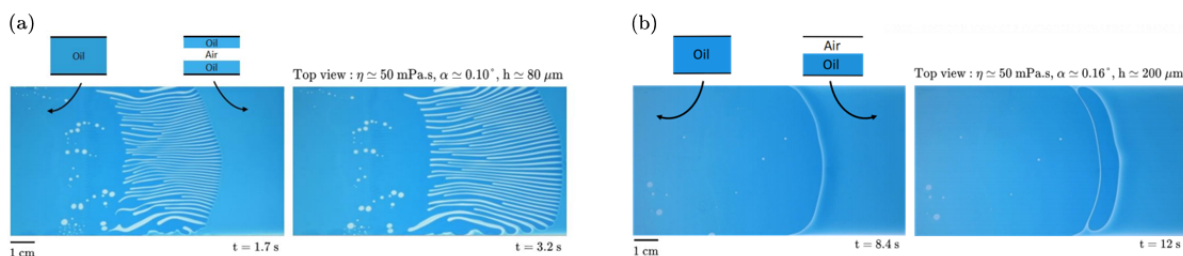 (a)
Oil
Oil
Air
Oil
Top view : η ≃ 50 mPa.s, α ≃ 0.10°, h ≃ 80 μm
1 cm
t = 1.7 s
t = 3.2 s
(b)
Oil
Air
Oil
Top view : η ≃ 50 mPa.s, α ≃ 0.16°, h ≃ 200 μm
1 cm
t = 8.4 s
t = 12 s